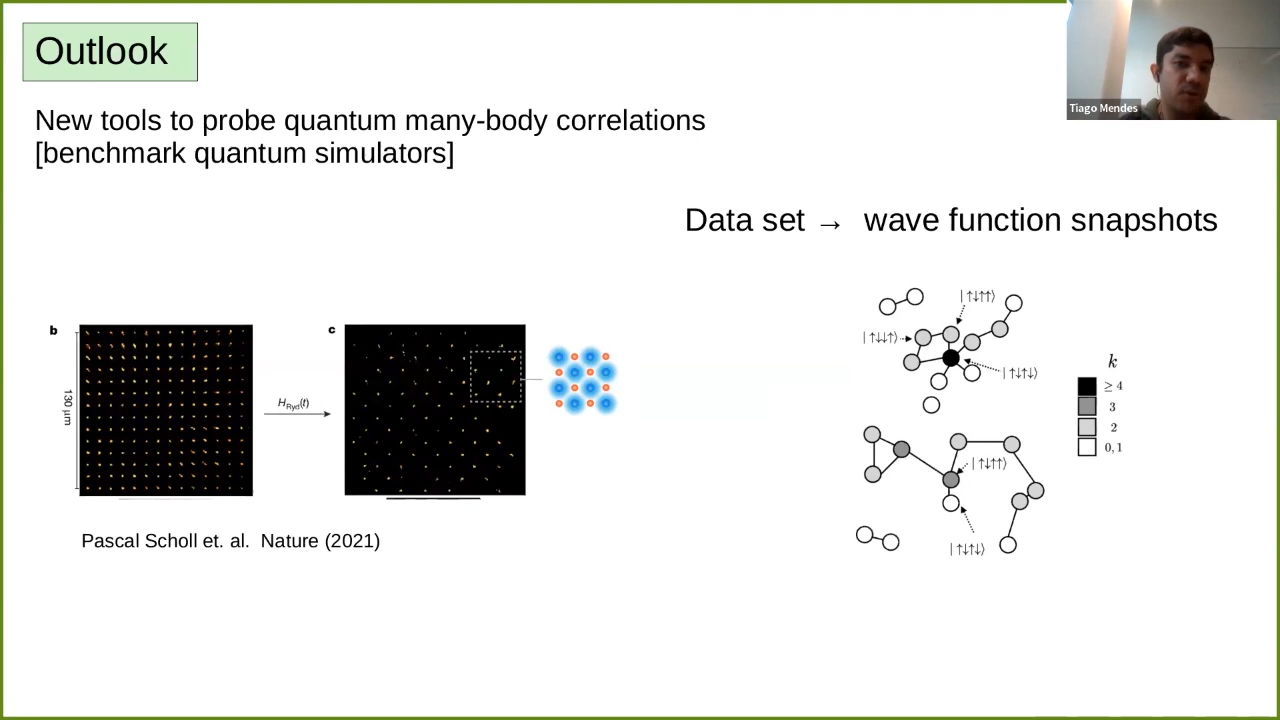 Outlook
Tiago Mendes
New tools to probe quantum many-body correlations
[benchmark quantum simulators]
Data set → wave function snapshots
b
c
130 μm
H_Ryd(t)
Pascal Scholl et. al. Nature (2021)
|↑↓↑↑⟩
|↑↓↓↑⟩
|↑↓↑↓⟩
k
≥ 4
3
2
0,1
|↑↓↑↑⟩
|↑↓↑↓⟩